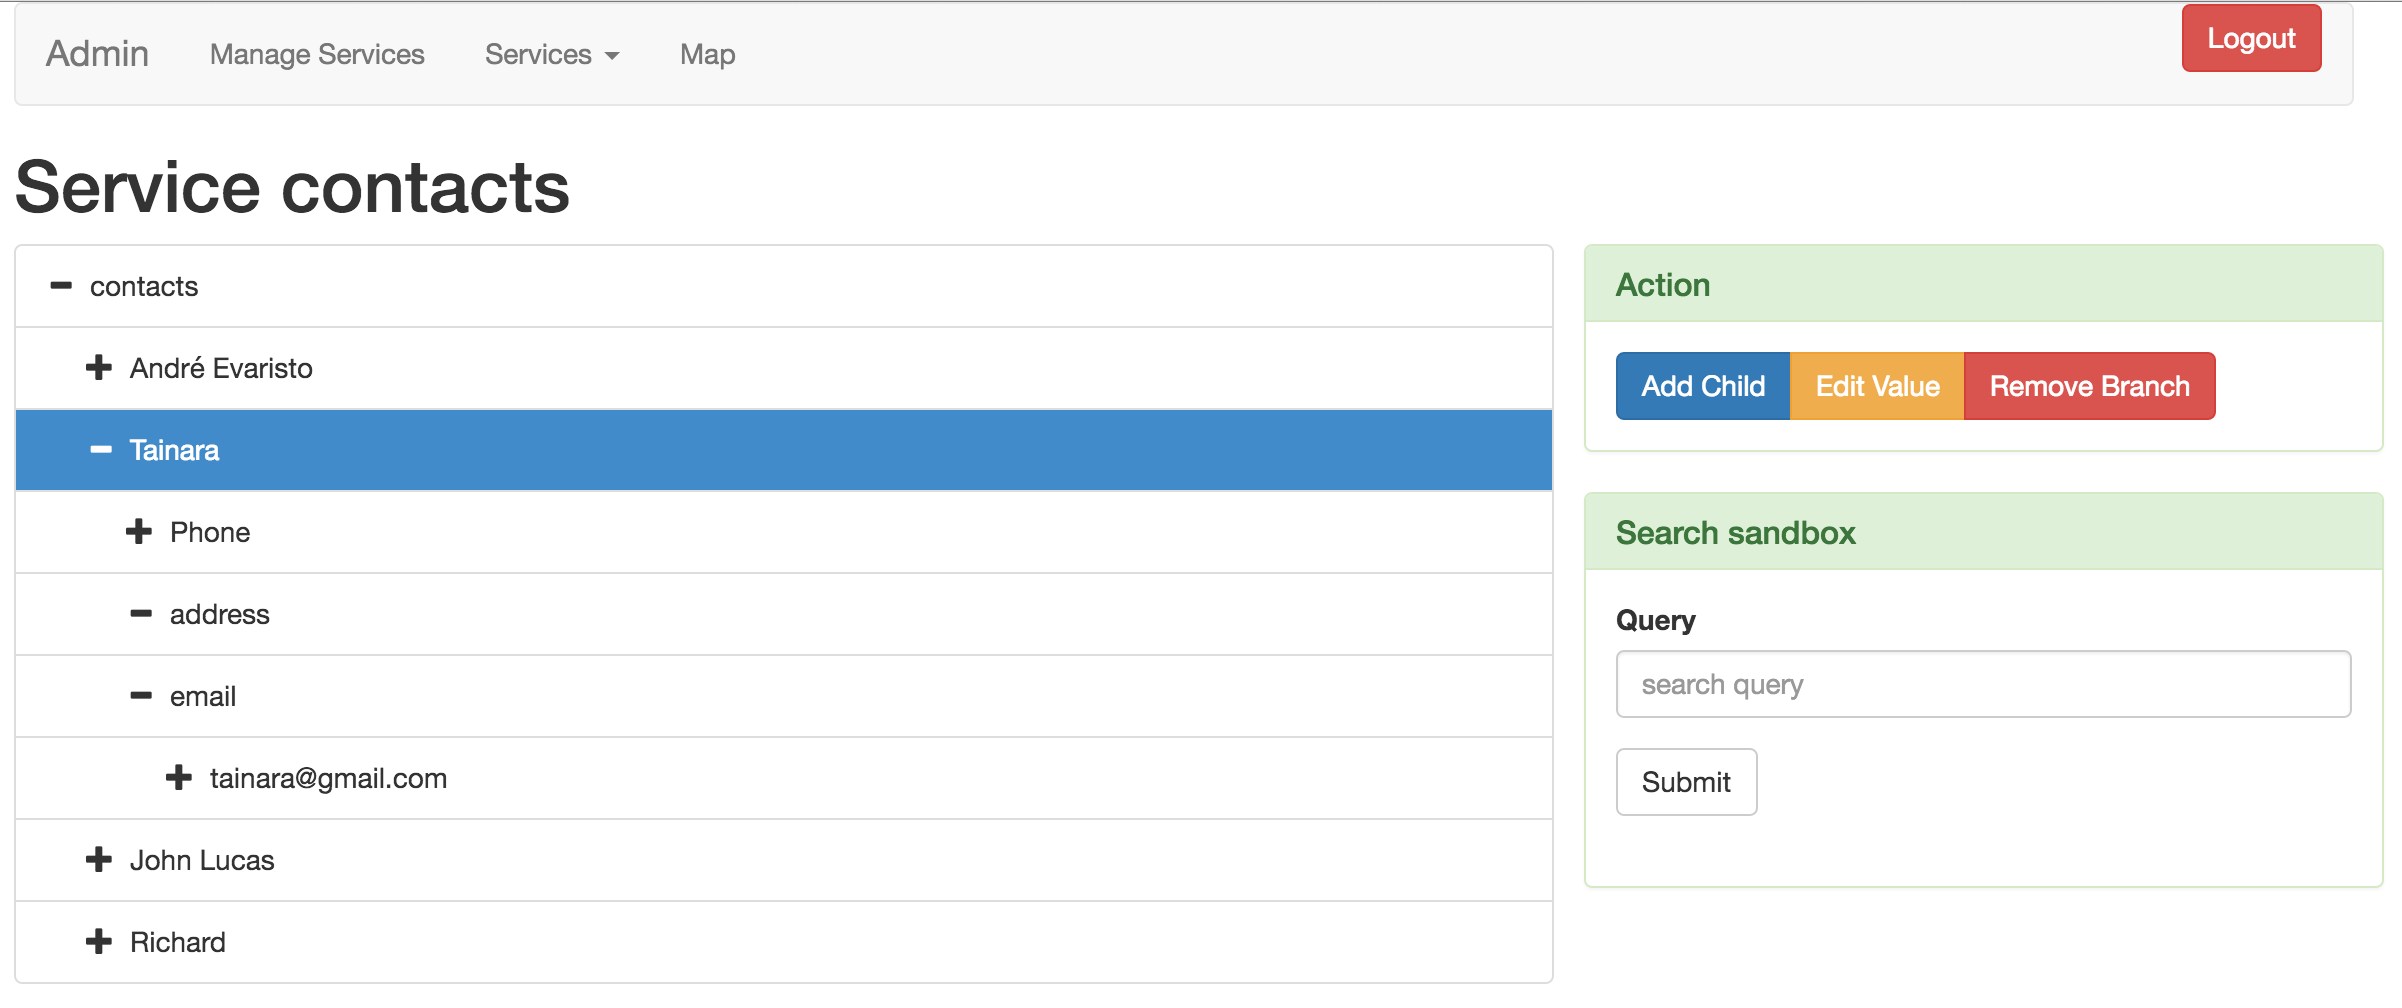 Admin Manage Services Services Map Logout
Service contacts
contacts
André Evaristo
Tainara
Phone
address
email
tainara@gmail.com
John Lucas
Richard
Action
Add Child Edit Value Remove Branch
Search sandbox
Query
search query
Submit